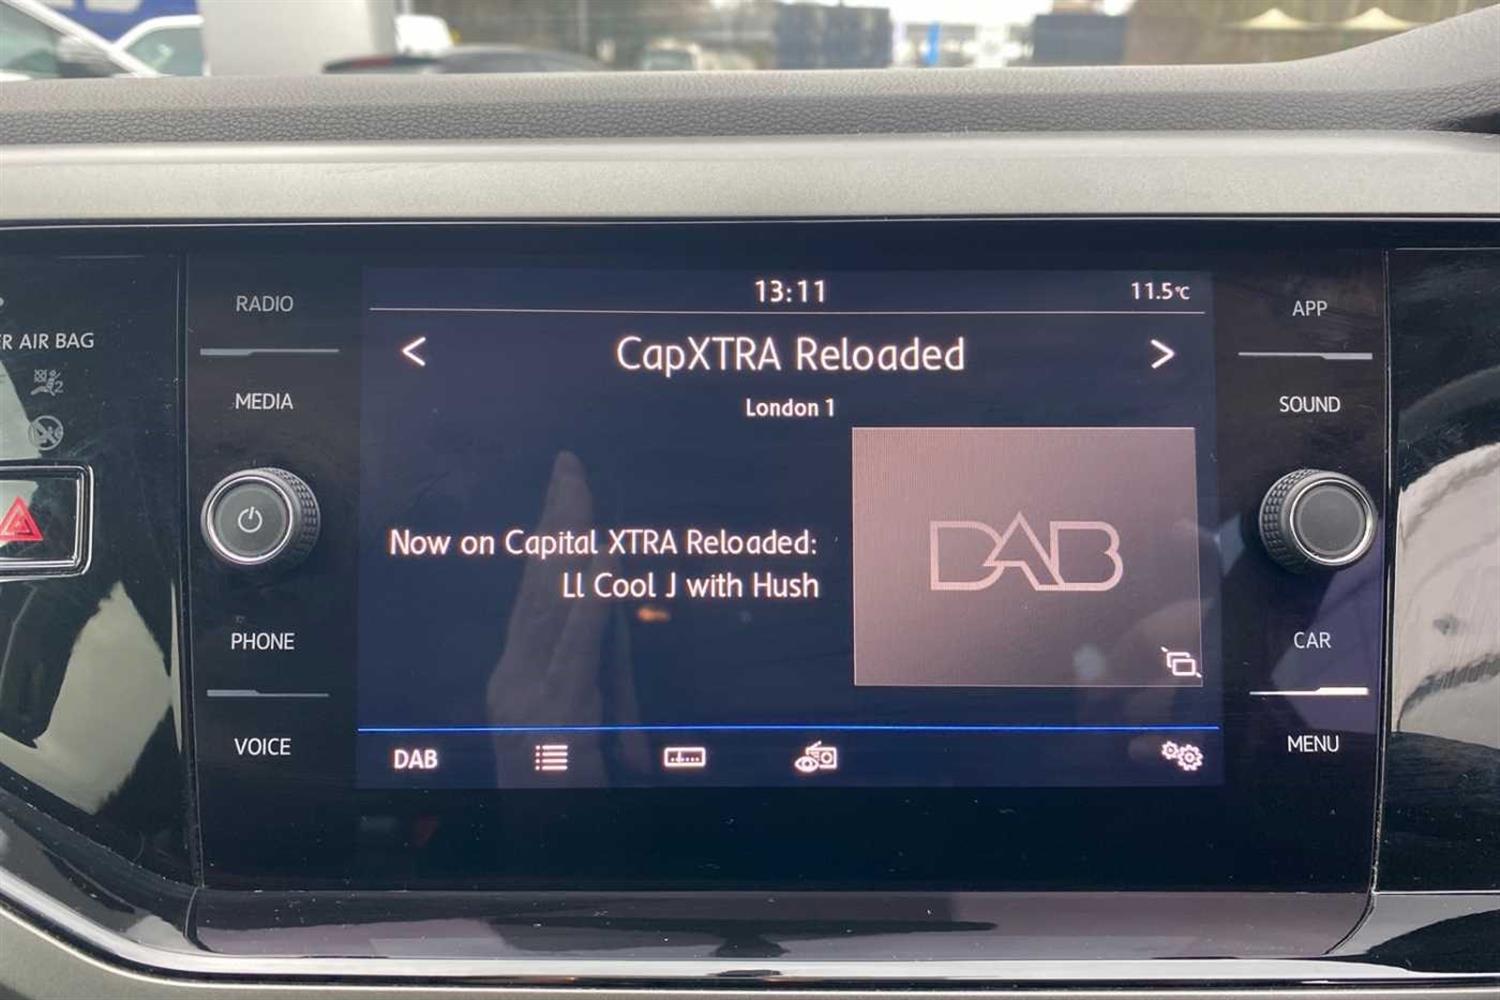 13:11
11.5°C
RADIO
APP
R AIR BAG
< CapXTRA Reloaded >
MEDIA
SOUND
London 1
DAB
Now on Capital XTRA Reloaded:
Ll Cool J with Hush
PHONE
CAR
VOICE
MENU
DAB